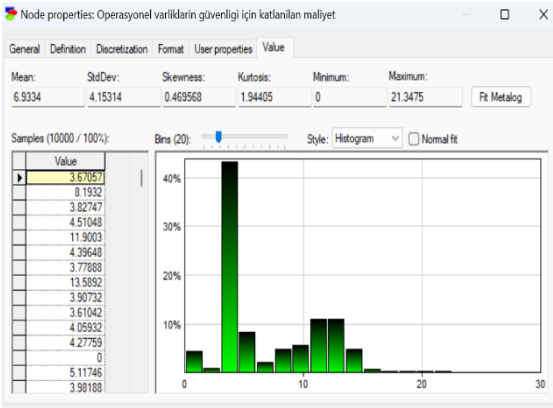 Node properties: Operasyonel varliklarin güvenligi için katlanilan maliyet
General Definition Discretization Format User properties Value
Mean: StdDev: Skewness: Kurtosis: Minimum: Maximum:
6.9334 4.15314 0.469568 1.94405 0 21.3475 Fit Metalog
Samples (10000 / 100%): Bins (20): Style: Histogram Normal fit
Value
3.67057
8.1932
3.82747
4.51048
11.9003
4.39648
3.77888
13.5892
3.90732
3.61042
4.05932
4.27759
0
5.11746
3.98188
40%
30%
20%
10%
0 10 20 30